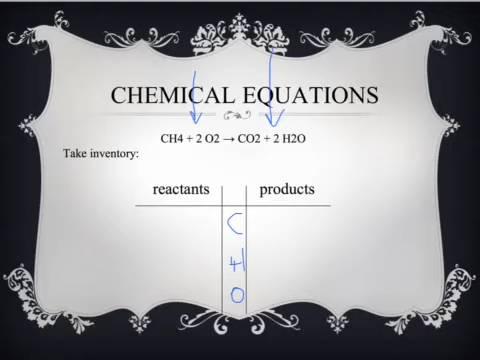 CHEMICAL EQUATIONS
CH4 + 2 O2 → CO2 + 2 H2O
Take inventory:
reactants products
C
H
O